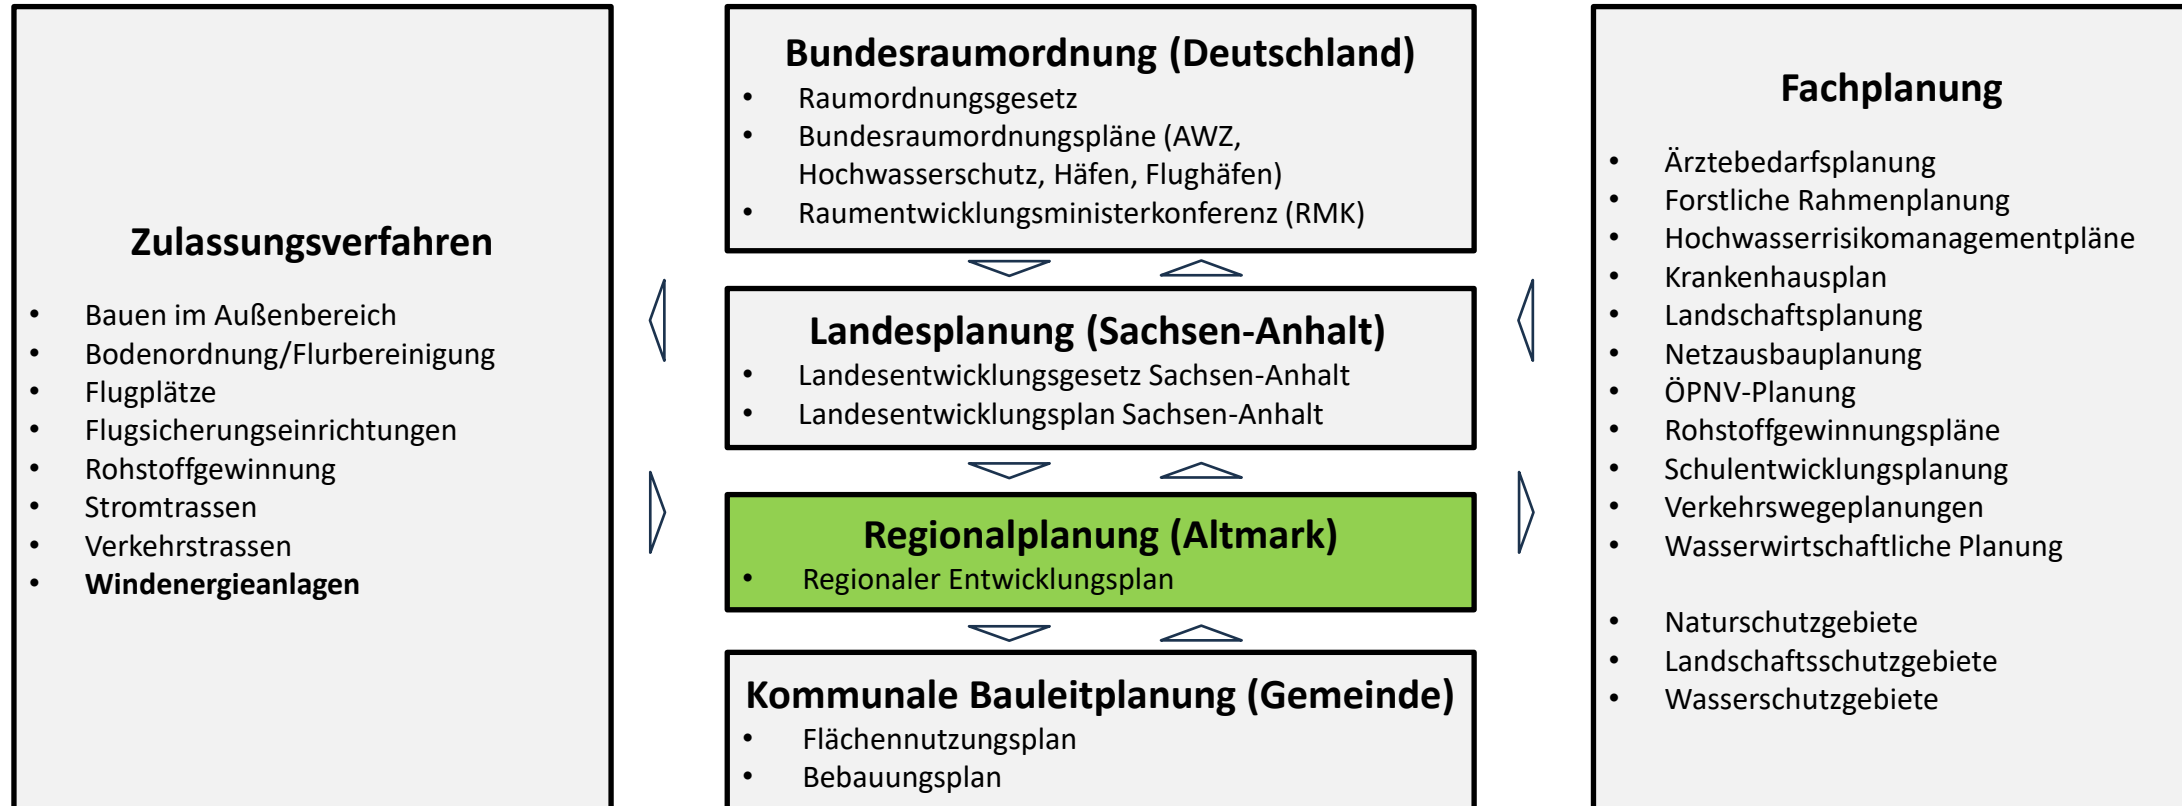 Zulassungsverfahren
• Bauen im Außenbereich
• Bodenordnung/Flurbereinigung
• Flugplätze
• Flugsicherungseinrichtungen
• Rohstoffgewinnung
• Stromtrassen
• Verkehrstrassen
• Windenergieanlagen
Bundesraumordnung (Deutschland)
• Raumordnungsgesetz
• Bundesraumordnungspläne (AWZ,
Hochwasserschutz, Häfen, Flughäfen)
• Raumentwicklungsministerkonferenz (RMK)
Landesplanung (Sachsen-Anhalt)
• Landesentwicklungsgesetz Sachsen-Anhalt
• Landesentwicklungsplan Sachsen-Anhalt
Regionalplanung (Altmark)
• Regionaler Entwicklungsplan
Kommunale Bauleitplanung (Gemeinde)
• Flächennutzungsplan
• Bebauungsplan
Fachplanung
• Ärztebedarfsplanung
• Forstliche Rahmenplanung
• Hochwasserrisikomanagementpläne
• Krankenhausplan
• Landschaftsplanung
• Netzausbauplanung
• ÖPNV-Planung
• Rohstoffgewinnungspläne
• Schulentwicklungsplanung
• Verkehrswegeplanungen
• Wasserwirtschaftliche Planung
• Naturschutzgebiete
• Landschaftsschutzgebiete
• Wasserschutzgebiete